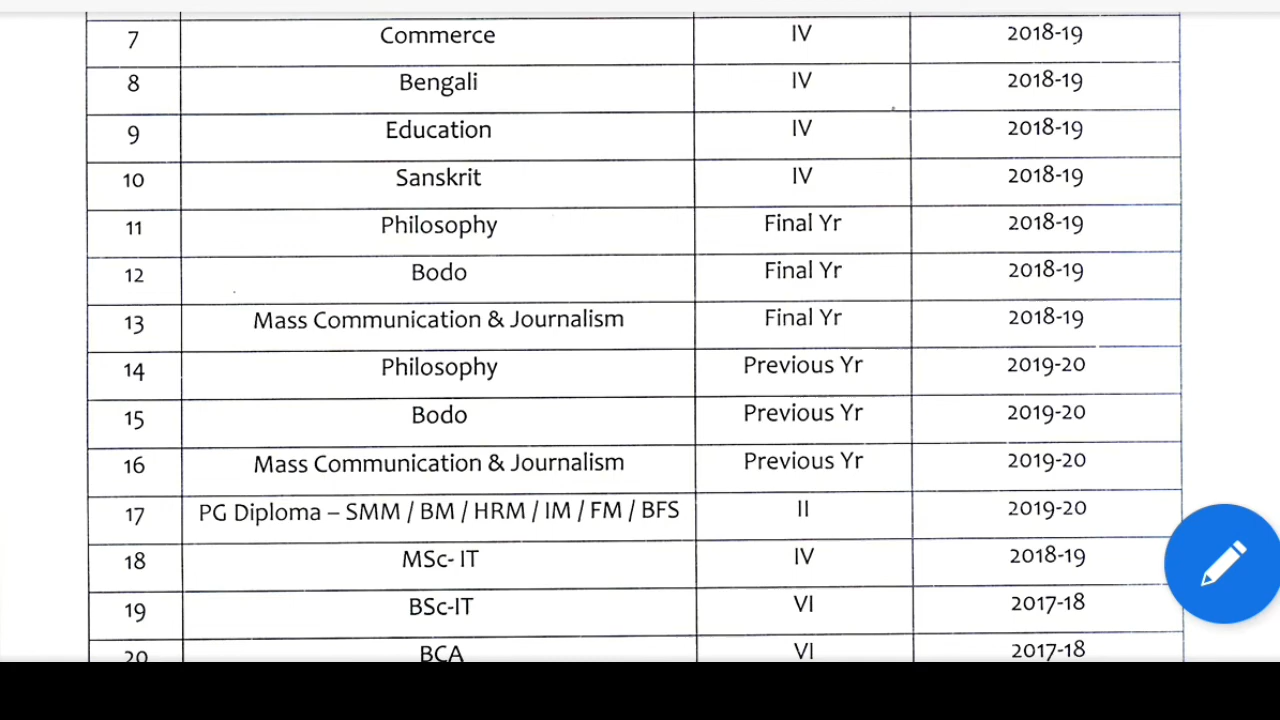 7 Commerce IV 2018-19
8 Bengali IV 2018-19
9 Education IV 2018-19
10 Sanskrit IV 2018-19
11 Philosophy Final Yr 2018-19
12 Bodo Final Yr 2018-19
13 Mass Communication & Journalism Final Yr 2018-19
14 Philosophy Previous Yr 2019-20
15 Bodo Previous Yr 2019-20
16 Mass Communication & Journalism Previous Yr 2019-20
17 PG Diploma – SMM / BM / HRM / IM / FM / BFS II 2019-20
18 MSc- IT IV 2018-19
19 BSc-IT VI 2017-18
20 BCA VI 2017-18